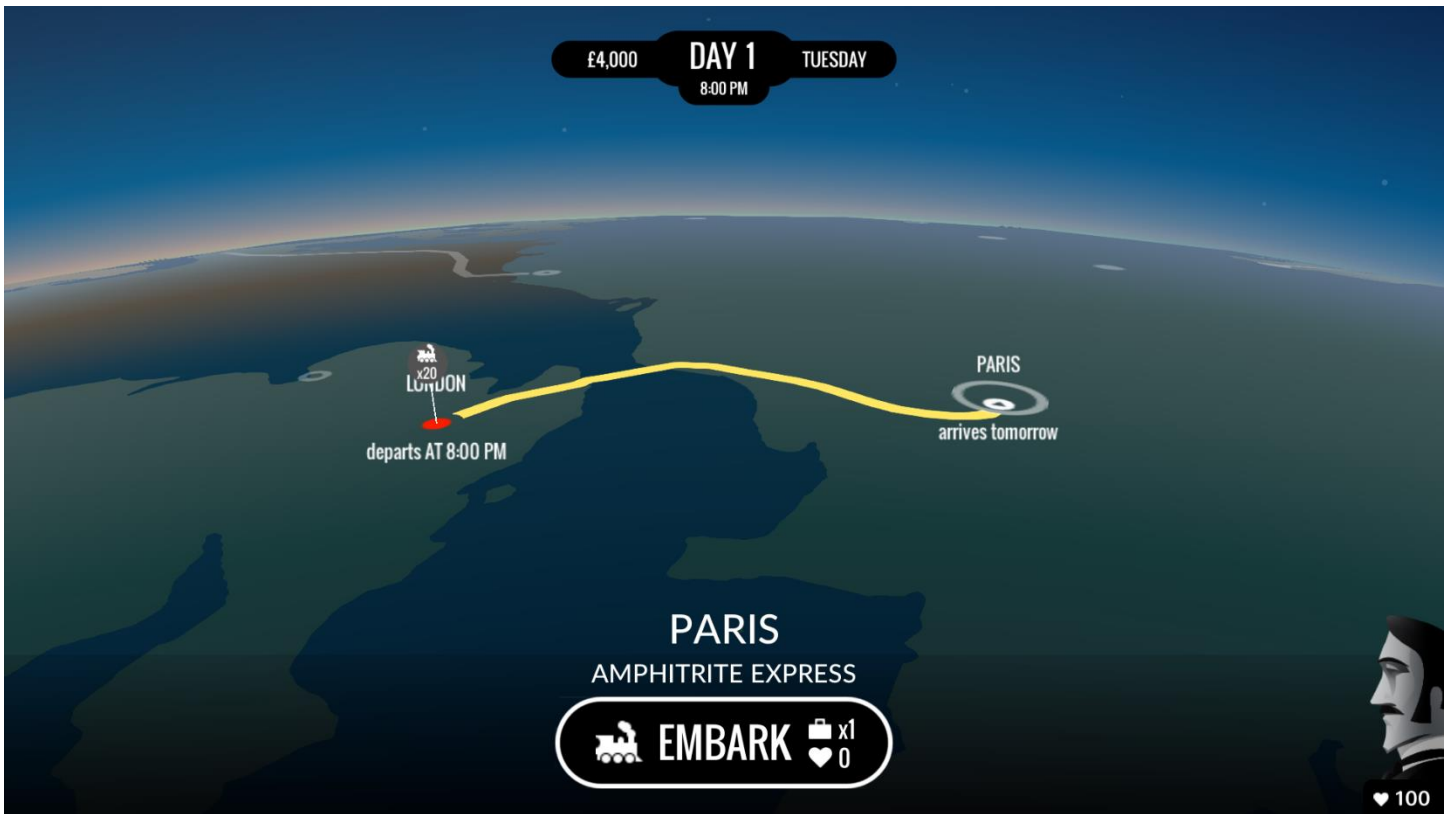 £4,000
DAY 1
TUESDAY
8:00 PM
x20
LONDON
departs AT 8:00 PM
PARIS
arrives tomorrow
PARIS
AMPHITRITE EXPRESS
EMBARK
x1
0
100